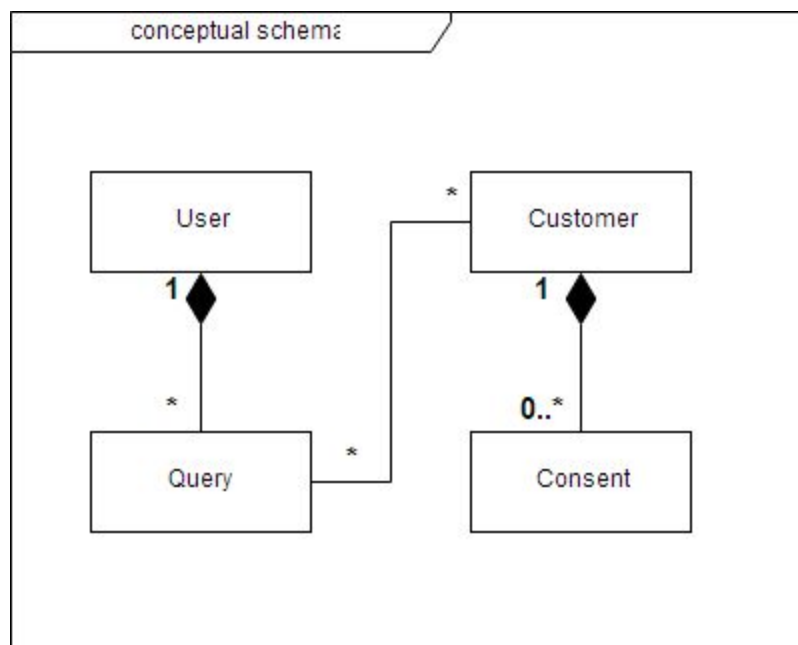 conceptual schema
User
Customer
*
1
1
*
0..*
*
Query
Consent